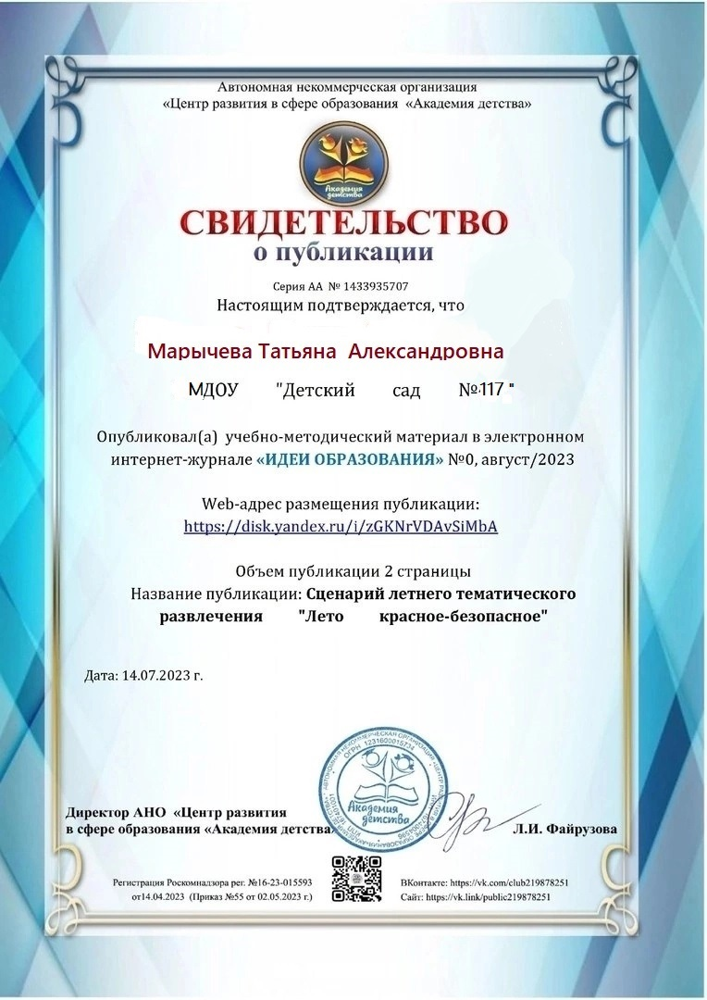 Автономная некоммерческая организация
«Центр развития в сфере образования «Академия детства»
Академия
детства
СВИДЕТЕЛЬСТВО
о публикации
Серия АА № 1433935707
Настоящим подтверждается, что
Марычева Татьяна Александровна
МДОУ "Детский сад №117 "
Опубликовал(а) учебно-методический материал в электронном
интернет-журнале «ИДЕИ ОБРАЗОВАНИЯ» №0, август/2023
Web-адрес размещения публикации:
https://disk.yandex.ru/i/zGKNrVDAvSiMbA
Объем публикации 2 страницы
Название публикации: Сценарий летнего тематического
развлечения "Лето красное-безопасное"
Дата: 14.07.2023 г.
Академия
детства
Директор АНО «Центр развития
в сфере образования «Академия детства»
Л.И. Файрузова
Регистрация Роскомнадзора рег. №16-23-015593
от14.04.2023 (Приказ №55 от 02.05.2023 г.)
ВКонтакте: https://vk.com/club219878251
Сайт: https://vk.link/public219878251